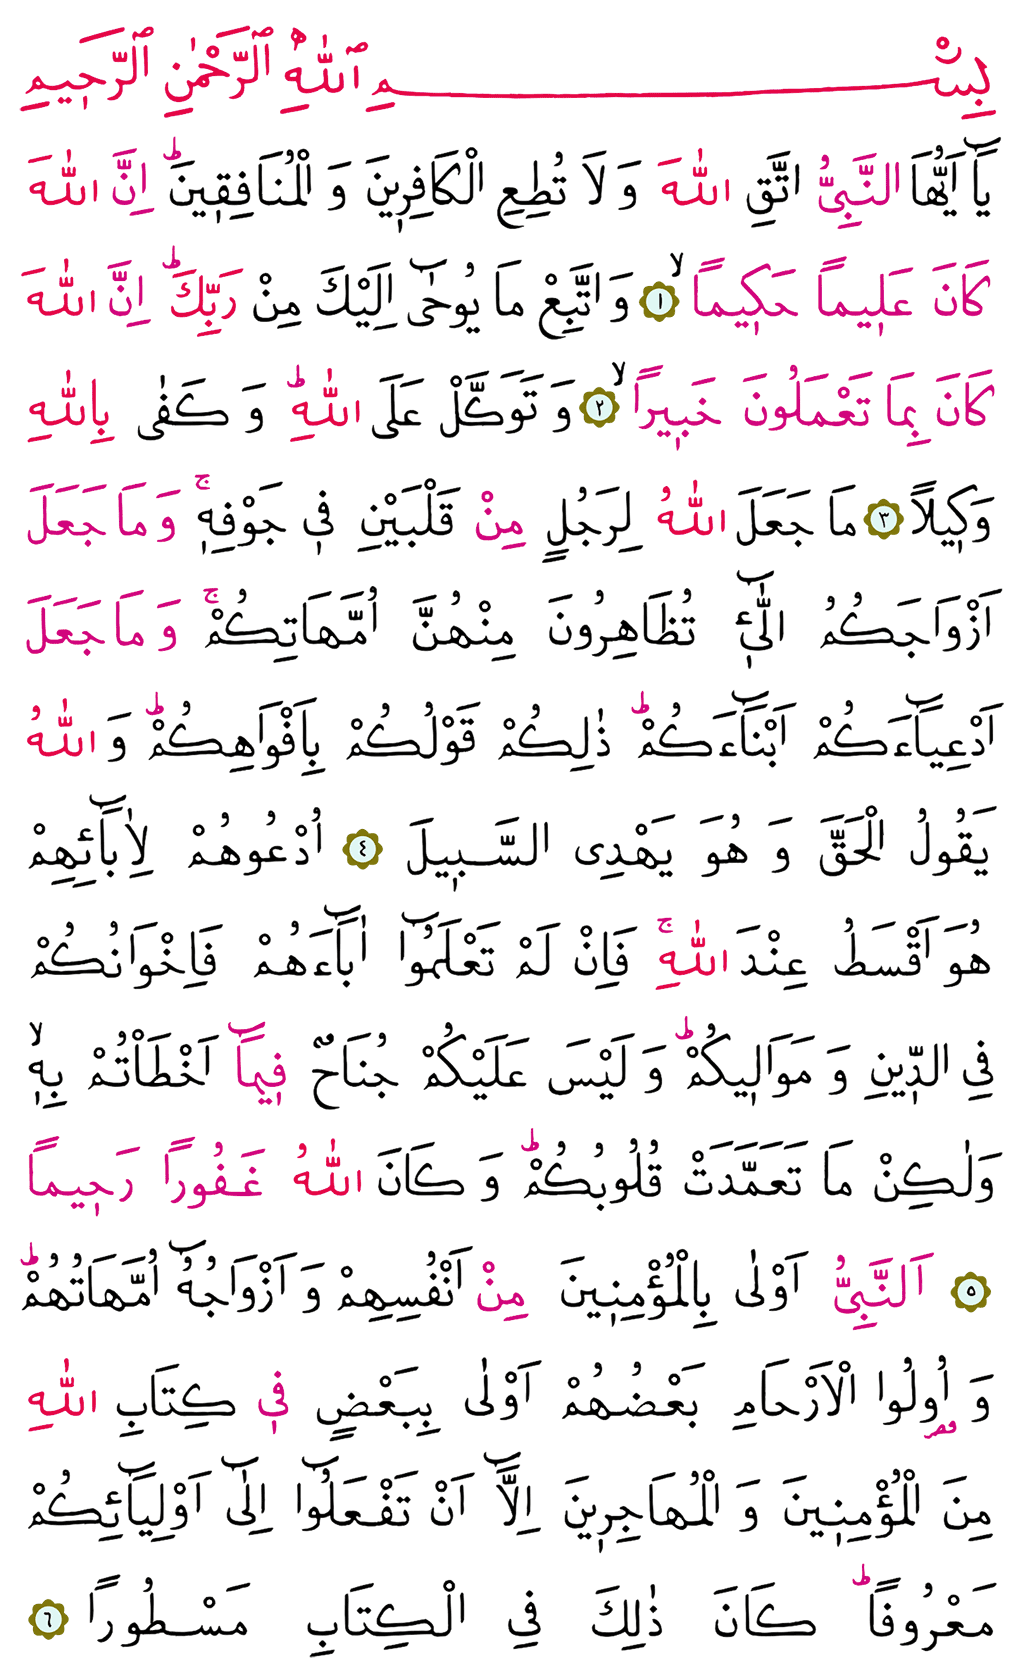 بِسْمِ ٱللّٰهِ ٱلرَّحْمٰنِ ٱلرَّح۪يمِ
يَٓا اَيُّهَا النَّبِيُّ اتَّقِ اللّٰهَ وَ لَا تُطِعِ الْكَافِر۪ينَ وَ الْمُنَافِق۪ينَۜ اِنَّ اللّٰهَ
كَانَ عَل۪يمًا حَك۪يمًاۙ ﴿١﴾ وَ اتَّبِعْ مَا يُوحٰٓى اِلَيْكَ مِنْ رَبِّكَۜ اِنَّ اللّٰهَ
كَانَ بِمَا تَعْمَلُونَ خَب۪يرًاۙ ﴿٢﴾ وَ تَوَكَّلْ عَلَى اللّٰهِۜ وَ كَفٰى بِاللّٰهِ
وَك۪يلًا ﴿٣﴾ مَا جَعَلَ اللّٰهُ لِرَجُلٍ مِنْ قَلْبَيْنِ ف۪ي جَوْفِه۪ۚ وَ مَا جَعَلَ
اَزْوَاجَكُمُ الّٰٓـ۪ٔي تُظَاهِرُونَ مِنْهُنَّ اُمَّهَاتِكُمْۚ وَ مَا جَعَلَ
اَدْعِيَٓاءَكُمْ اَبْنَٓاءَكُمْۜ ذٰلِكُمْ قَوْلُكُمْ بِاَفْوَاهِكُمْۜ وَ اللّٰهُ
يَقُولُ الْحَقَّ وَ هُوَ يَهْدِى السَّب۪يلَ ﴿٤﴾ اُدْعُوهُمْ لِاٰبَٓائِهِمْ
هُوَ اَقْسَطُ عِنْدَ اللّٰهِۚ فَاِنْ لَمْ تَعْلَمُٓوا اٰبَٓاءَهُمْ فَاِخْوَانُكُمْ
فِي الدّ۪ينِ وَ مَوَال۪يكُمْۜ وَ لَيْسَ عَلَيْكُمْ جُنَاحٌ ف۪يمَٓا اَخْطَأْتُمْ بِه۪ۙ
وَلٰكِنْ مَا تَعَمَّدَتْ قُلُوبُكُمْۜ وَ كَانَ اللّٰهُ غَفُورًا رَح۪يمًا
﴿٥﴾ اَلنَّبِيُّ اَوْلٰى بِالْمُؤْمِن۪ينَ مِنْ اَنْفُسِهِمْ وَ اَزْوَاجُهُٓ اُمَّهَاتُهُمْۜ
وَ اُو۬لُوا الْاَرْحَامِ بَعْضُهُمْ اَوْلٰى بِبَعْضٍ ف۪ي كِتَابِ اللّٰهِ
مِنَ الْمُؤْمِن۪ينَ وَ الْمُهَاجِر۪ينَ اِلَّٓا اَنْ تَفْعَلُٓوا اِلٰٓى اَوْلِيَٓائِكُمْ
مَعْرُوفًاۜ كَانَ ذٰلِكَ فِي الْكِتَابِ مَسْطُورًا ﴿٦﴾